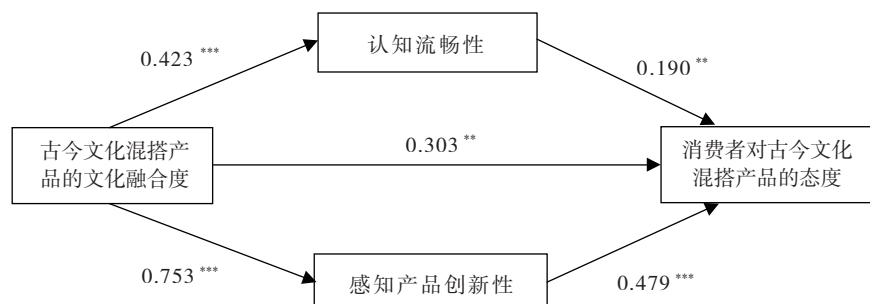 认知流畅性
0.423 ***
0.190 **
古今文化混搭产
品的文化融合度
0.303 **
消费者对古今文化
混搭产品的态度
0.753 ***
感知产品创新性
0.479 ***